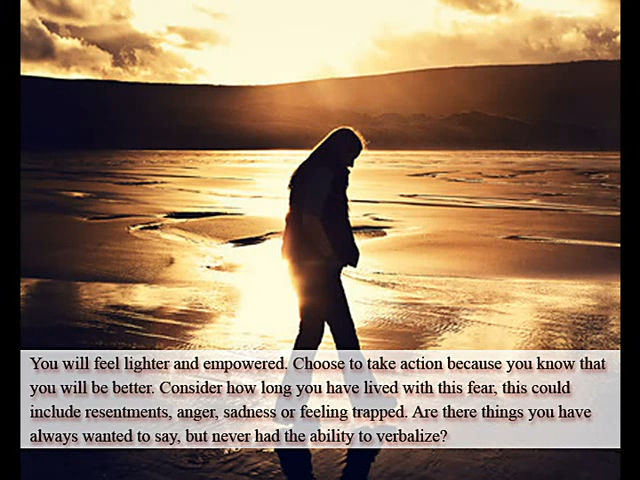 You will feel lighter and empowered. Choose to take action because you know that
you will be better. Consider how long you have lived with this fear, this could
include resentments, anger, sadness or feeling trapped. Are there things you have
always wanted to say, but never had the ability to verbalize?